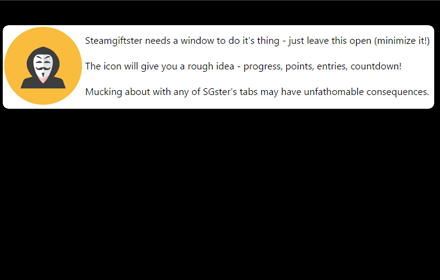 Steamgiftster needs a window to do it's thing - just leave this open (minimize it!)
The icon will give you a rough idea - progress, points, entries, countdown!
Mucking about with any of SGster's tabs may have unfathomable consequences.